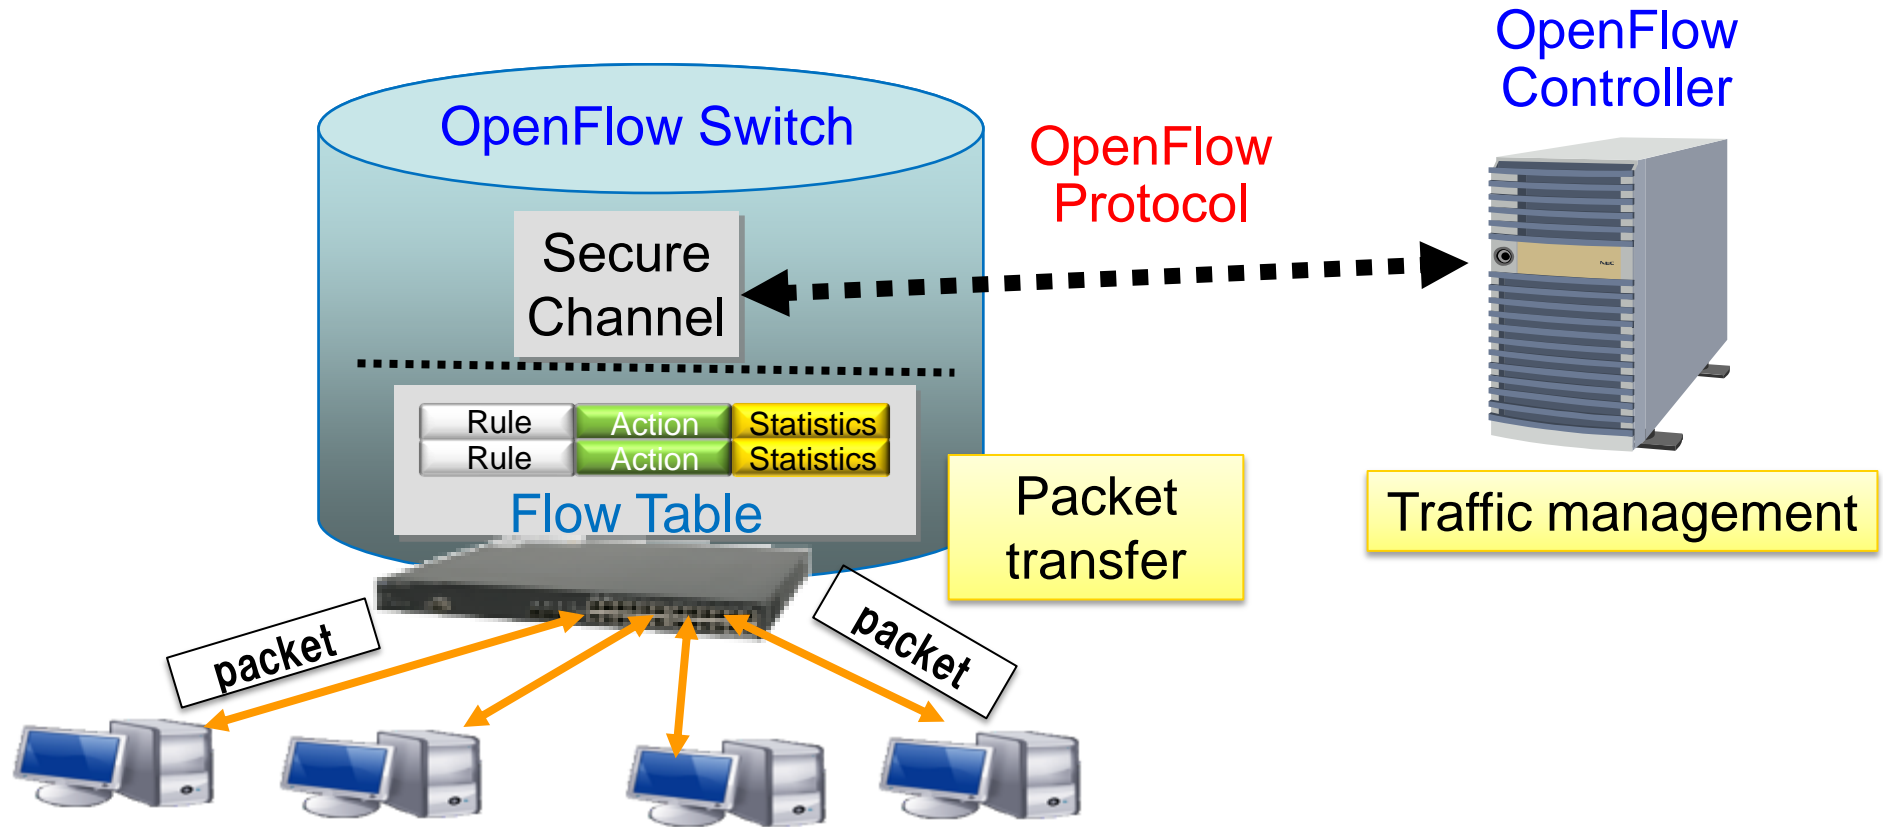 OpenFlow
Controller
OpenFlow Switch
OpenFlow
Protocol
Secure
Channel
NEC
Rule Action Statistics
Rule Action Statistics
Flow Table
Packet
transfer
Traffic management
packet
packet